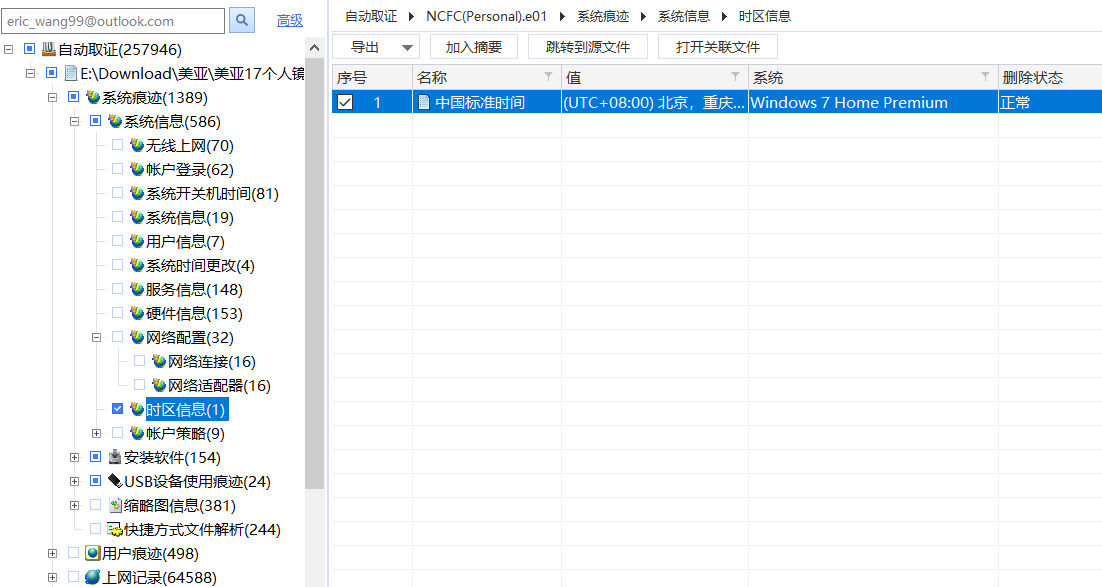 eric_wang99@outlook.com
高级
自动取证(257946)
E:\Download\美亚\美亚17个人镜
系统痕迹(1389)
系统信息(586)
无线上网(70)
帐户登录(62)
系统开关机时间(81)
系统信息(19)
用户信息(7)
系统时间更改(4)
服务信息(148)
硬件信息(153)
网络配置(32)
网络连接(16)
网络适配器(16)
时区信息(1)
帐户策略(9)
安装软件(154)
USB设备使用痕迹(24)
缩略图信息(381)
快捷方式文件解析(244)
用户痕迹(498)
上网记录(64588)
自动取证 NCFC(Personal).e01 系统痕迹 系统信息 时区信息
导出 加入摘要 跳转到源文件 打开关联文件
序号 名称 值 系统 删除状态
1 中国标准时间 (UTC+08:00) 北京，重庆... Windows 7 Home Premium 正常